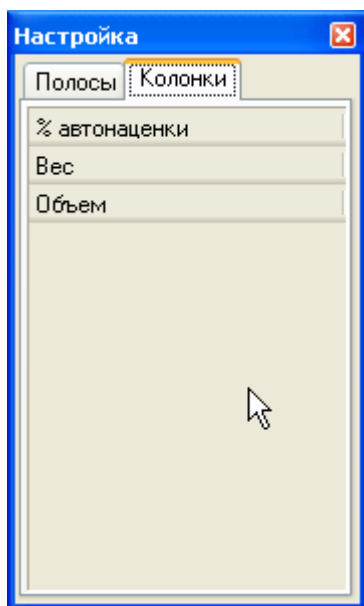 Настройка
Полосы Колонки
% автонаценки
Вес
Объем